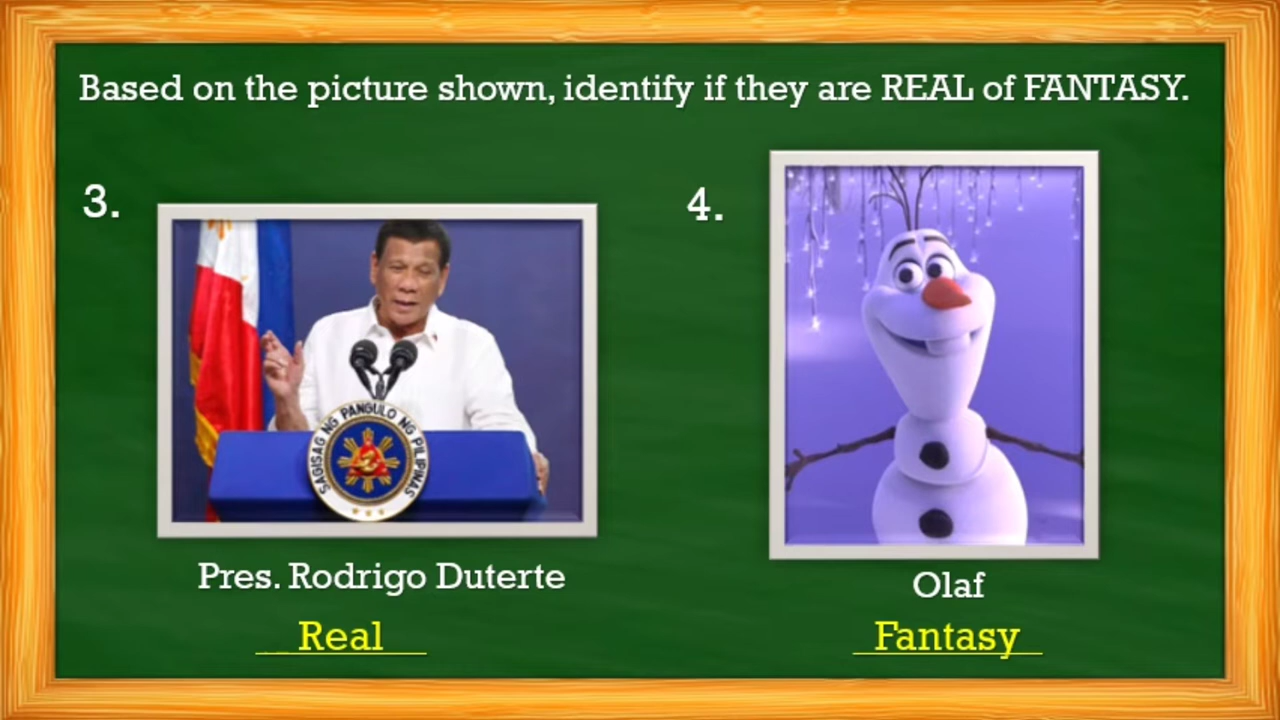 Based on the picture shown, identify if they are REAL of FANTASY.
3.
4.
SAGISAG NG PANGULO NG PILIPINAS
Pres. Rodrigo Duterte
Olaf
Real
Fantasy